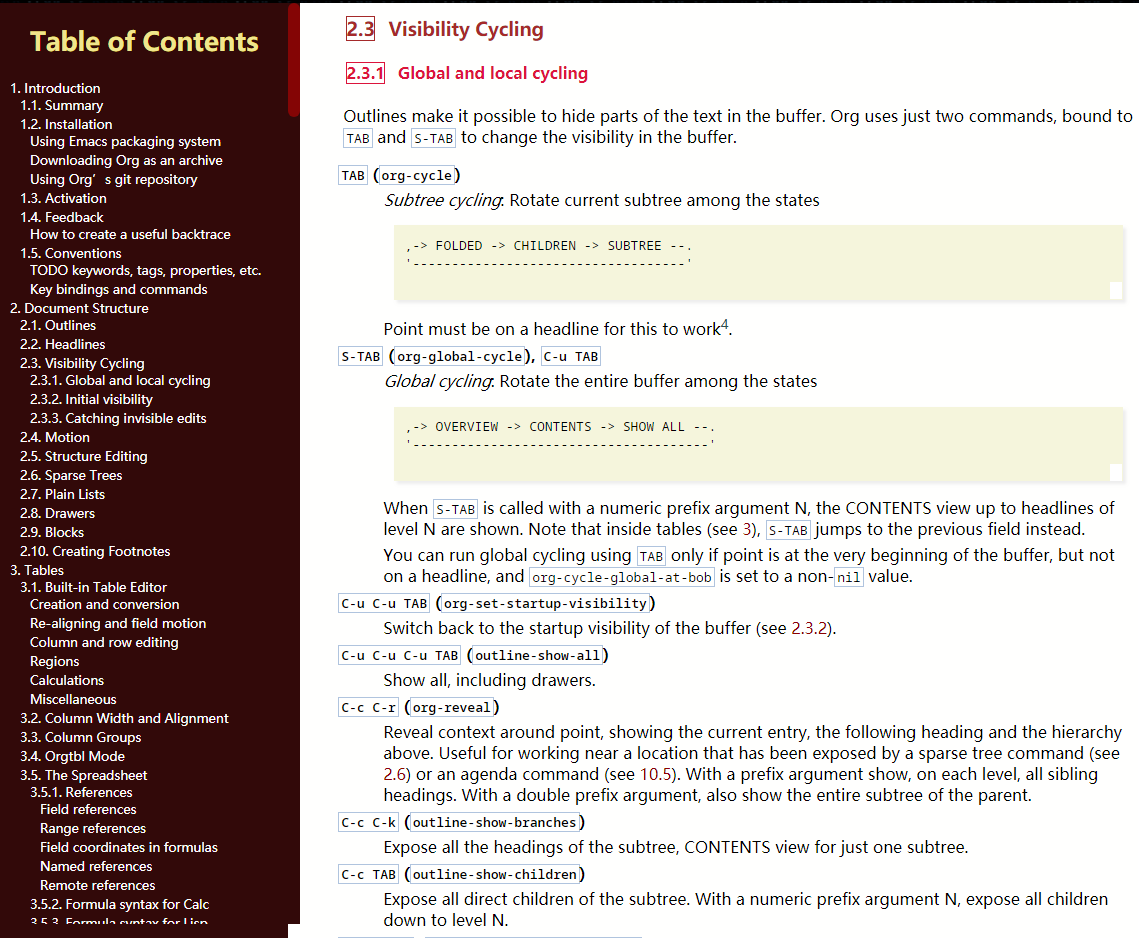 Table of Contents
1. Introduction
1.1. Summary
1.2. Installation
Using Emacs packaging system
Downloading Org as an archive
Using Org’s git repository
1.3. Activation
1.4. Feedback
How to create a useful backtrace
1.5. Conventions
TODO keywords, tags, properties, etc.
Key bindings and commands
2. Document Structure
2.1. Outlines
2.2. Headlines
2.3. Visibility Cycling
2.3.1. Global and local cycling
2.3.2. Initial visibility
2.3.3. Catching invisible edits
2.4. Motion
2.5. Structure Editing
2.6. Sparse Trees
2.7. Plain Lists
2.8. Drawers
2.9. Blocks
2.10. Creating Footnotes
3. Tables
3.1. Built-in Table Editor
Creation and conversion
Re-aligning and field motion
Column and row editing
Regions
Calculations
Miscellaneous
3.2. Column Width and Alignment
3.3. Column Groups
3.4. Orgtbl Mode
3.5. The Spreadsheet
3.5.1. References
Field references
Range references
Field coordinates in formulas
Named references
Remote references
3.5.2. Formula syntax for Calc
3.5.3. Formula syntax for Lisp
2.3 Visibility Cycling
2.3.1 Global and local cycling
Outlines make it possible to hide parts of the text in the buffer. Org uses just two commands, bound to
TAB and S-TAB to change the visibility in the buffer.
TAB (org-cycle)
Subtree cycling: Rotate current subtree among the states
,-> FOLDED -> CHILDREN -> SUBTREE --.
'-----------------------------------'
Point must be on a headline for this to work4.
S-TAB (org-global-cycle), C-u TAB
Global cycling: Rotate the entire buffer among the states
,-> OVERVIEW -> CONTENTS -> SHOW ALL --.
'--------------------------------------'
When S-TAB is called with a numeric prefix argument N, the CONTENTS view up to headlines of
level N are shown. Note that inside tables (see 3), S-TAB jumps to the previous field instead.
You can run global cycling using TAB only if point is at the very beginning of the buffer, but not
on a headline, and org-cycle-global-at-bob is set to a non-nil value.
C-u C-u TAB (org-set-startup-visibility)
Switch back to the startup visibility of the buffer (see 2.3.2).
C-u C-u C-u TAB (outline-show-all)
Show all, including drawers.
C-c C-r (org-reveal)
Reveal context around point, showing the current entry, the following heading and the hierarchy
above. Useful for working near a location that has been exposed by a sparse tree command (see
2.6) or an agenda command (see 10.5). With a prefix argument show, on each level, all sibling
headings. With a double prefix argument, also show the entire subtree of the parent.
C-c C-k (outline-show-branches)
Expose all the headings of the subtree, CONTENTS view for just one subtree.
C-c TAB (outline-show-children)
Expose all direct children of the subtree. With a numeric prefix argument N, expose all children
down to level N.